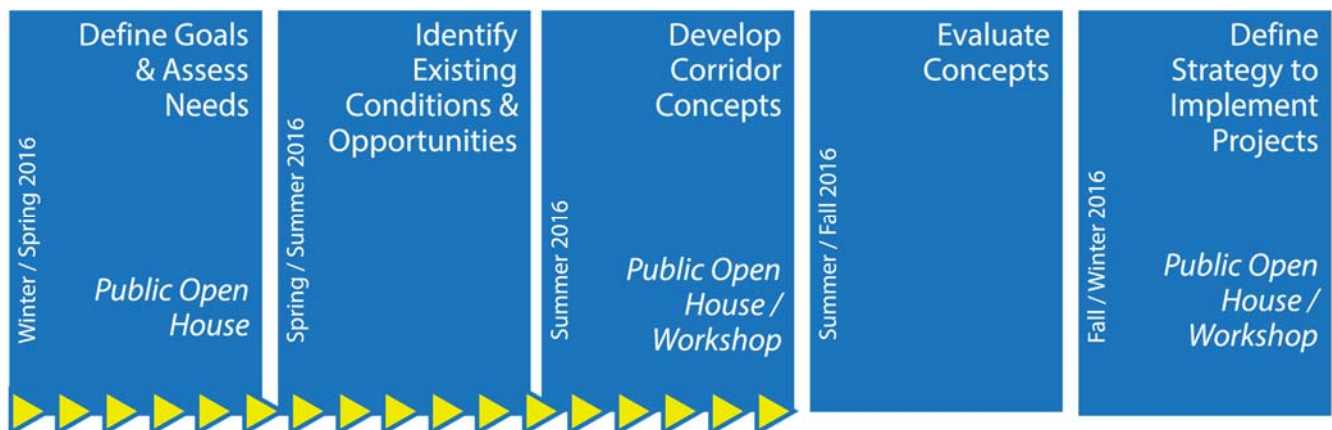 Define Goals
& Assess
Needs
Winter / Spring 2016
Public Open
House
Identify
Existing
Conditions &
Opportunities
Spring / Summer 2016
Develop
Corridor
Concepts
Summer 2016
Public Open
House /
Workshop
Evaluate
Concepts
Summer / Fall 2016
Define
Strategy to
Implement
Projects
Fall / Winter 2016
Public Open
House /
Workshop